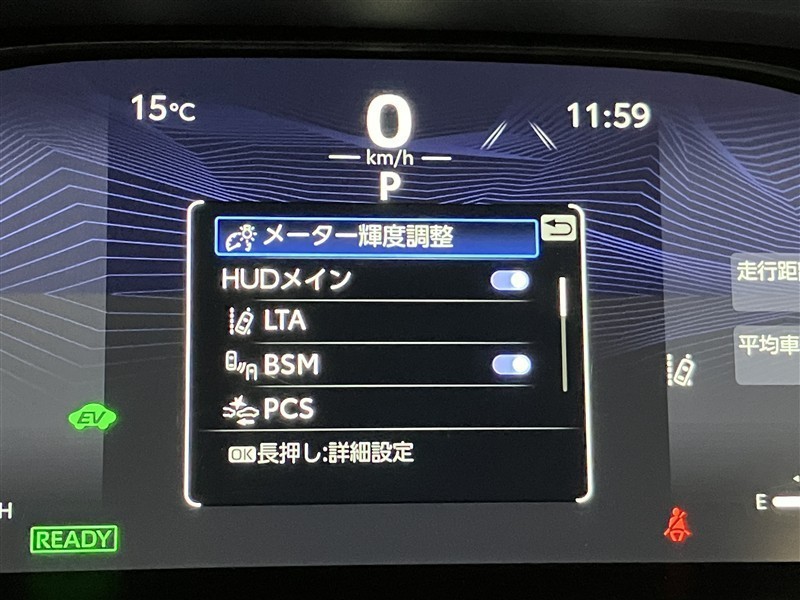 15°C
0
11:59
km/h
P
メーター輝度調整
HUDメイン
LTA
BSM
PCS
OK長押し:詳細設定
走行距
平均車
EV
H
READY
E